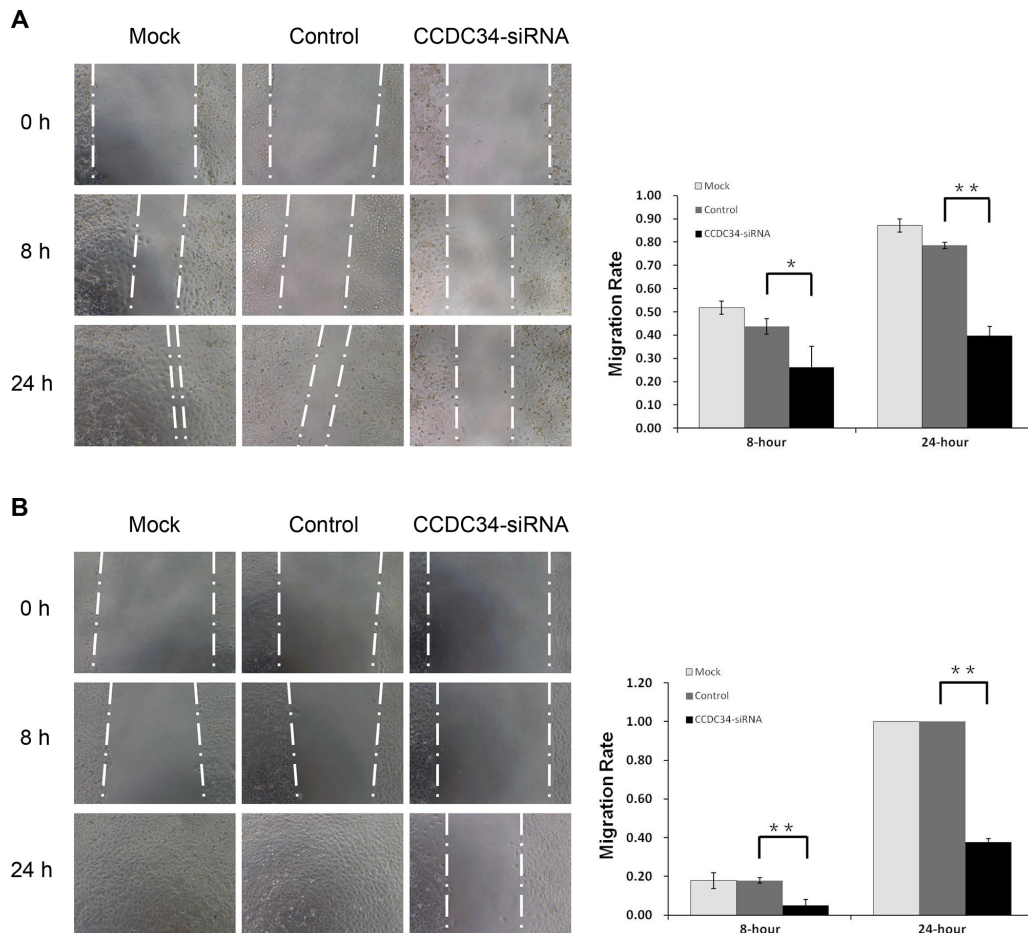 A
Mock Control CCDC34-siRNA
0 h
8 h
24 h
Migration Rate
1.00
0.90
0.80
0.70
0.60
0.50
0.40
0.30
0.20
0.10
0.00
Mock
Control
CCDC34-siRNA
*
**
8-hour 24-hour
B
Mock Control CCDC34-siRNA
0 h
8 h
24 h
Migration Rate
1.20
1.00
0.80
0.60
0.40
0.20
0.00
Mock
Control
CCDC34-siRNA
**
**
8-hour 24-hour